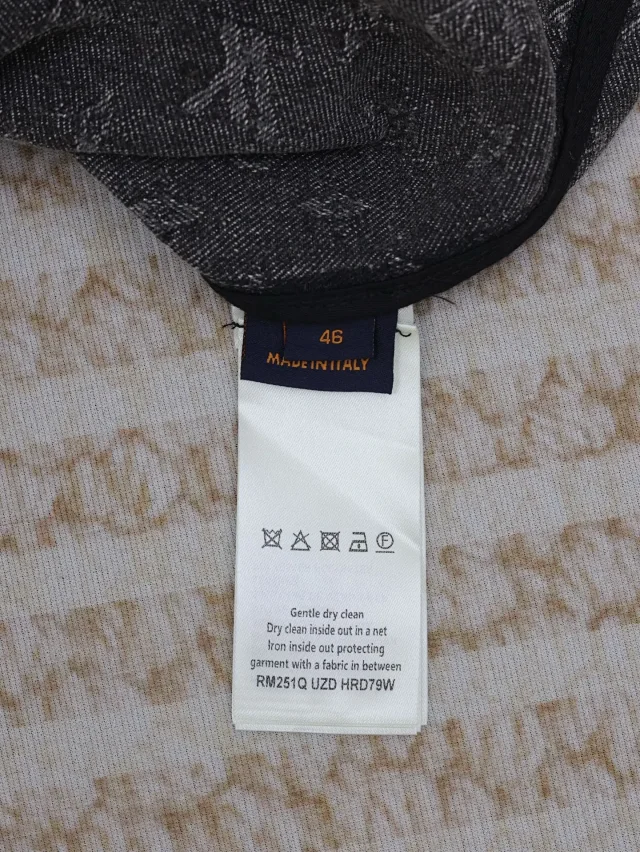 46
MADE IN ITALY
F
Gentle dry clean
Dry clean inside out in a net
Iron inside out protecting
garment with a fabric in between
RM251Q UZD HRD79W